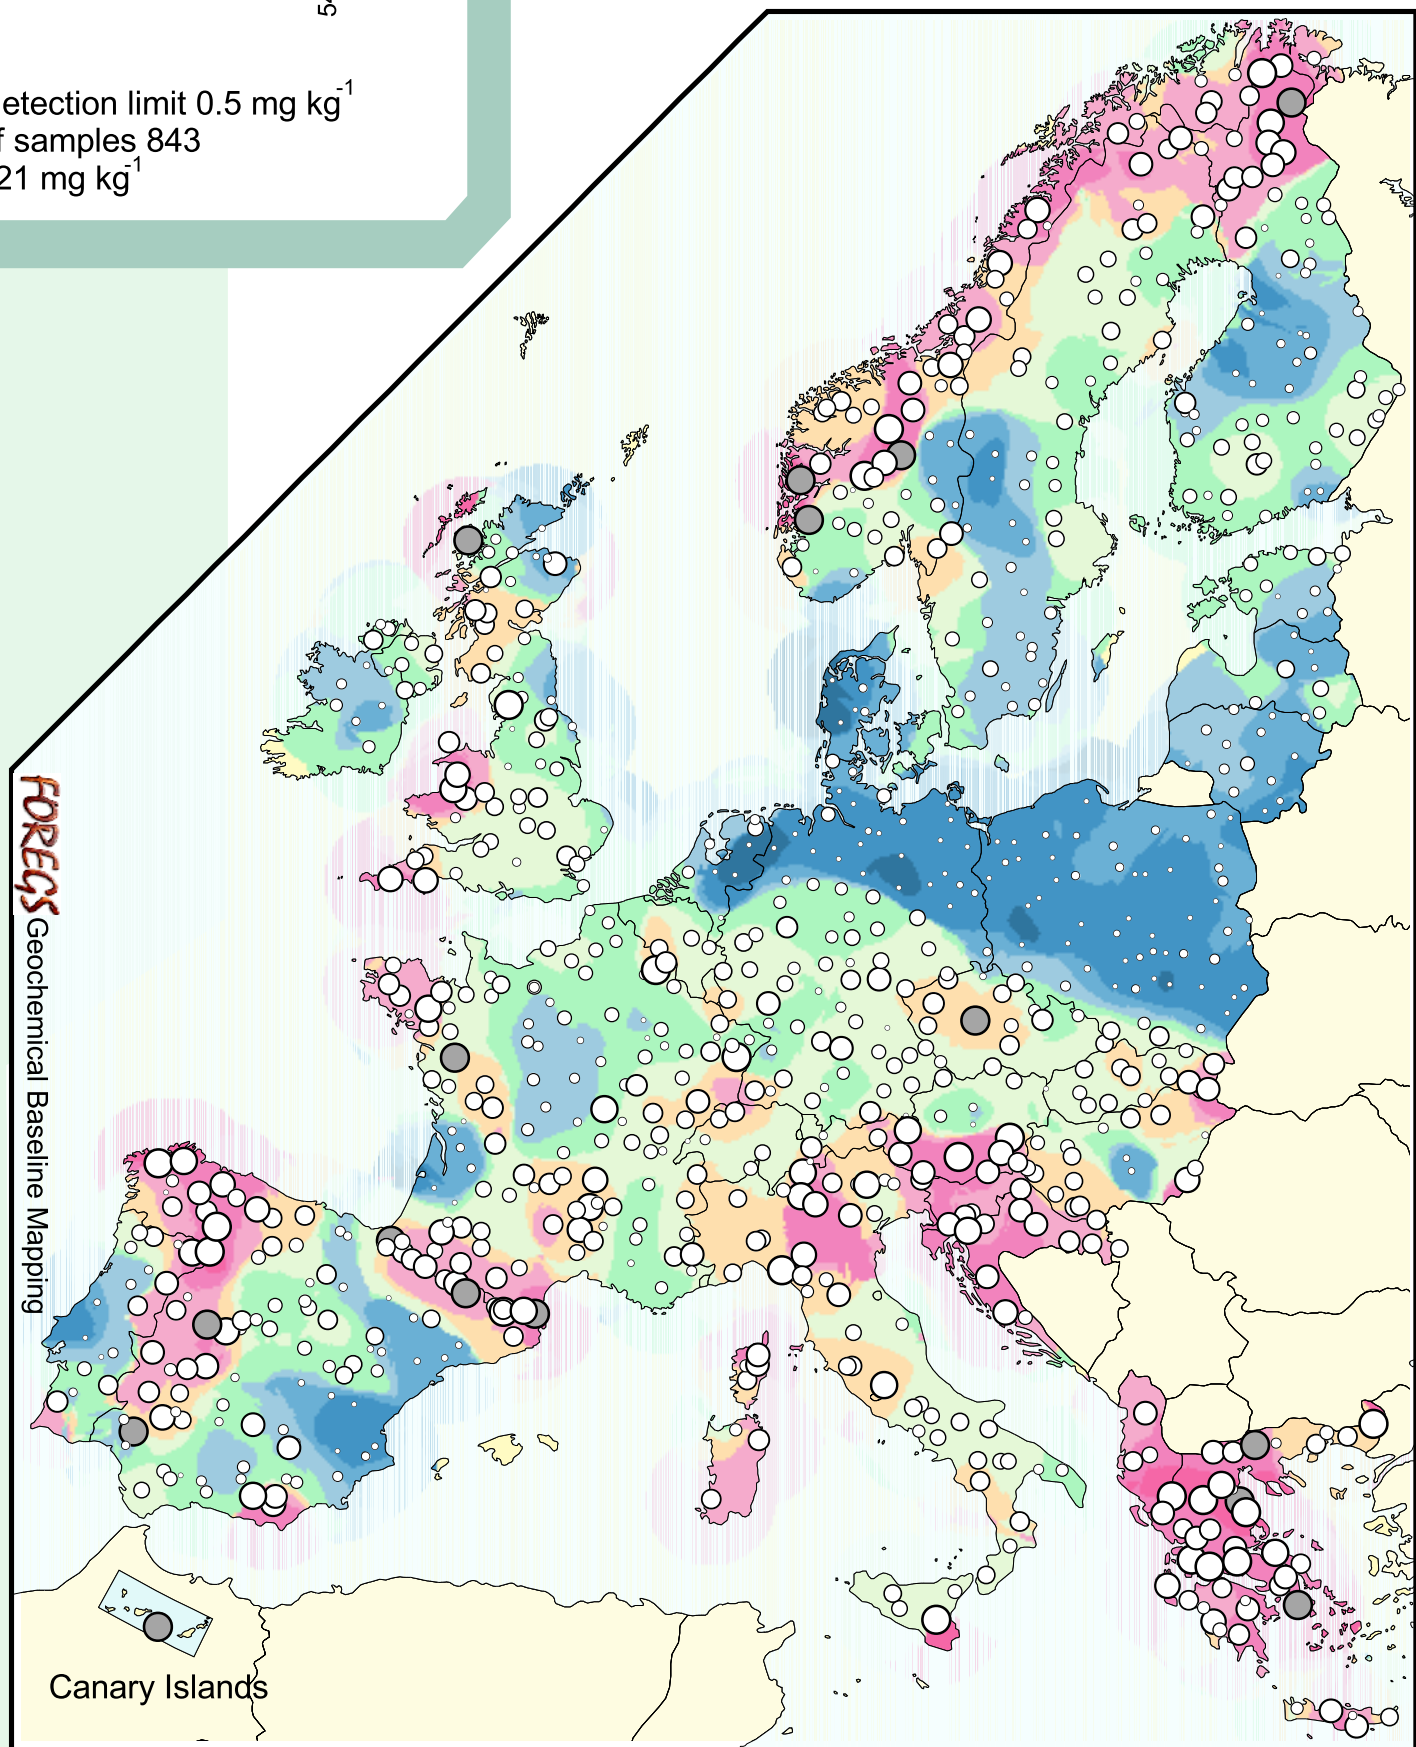 etection limit 0.5 mg kg-1
f samples 843
21 mg kg-1
FOREGS Geochemical Baseline Mapping
Canary Islands